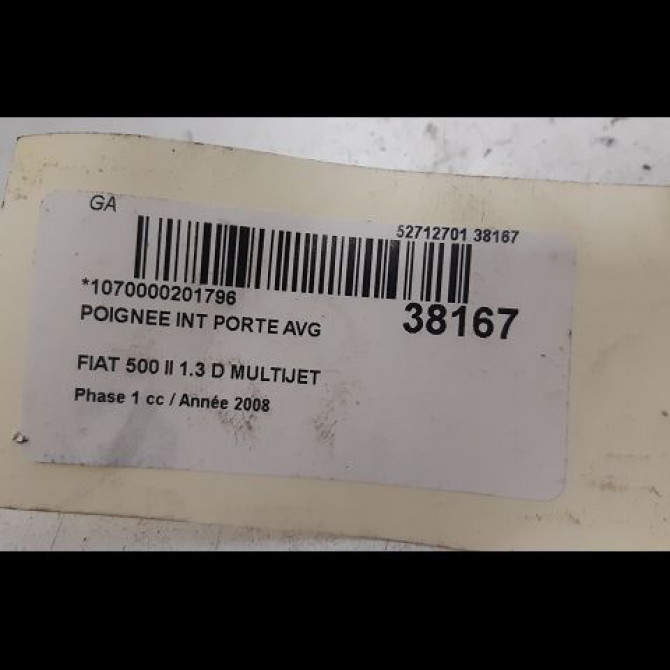 GA
52712701 38167
*1070000201796
38167
POIGNEE INT PORTE AVG
FIAT 500 II 1.3 D MULTIJET
Phase 1 cc / Année 2008